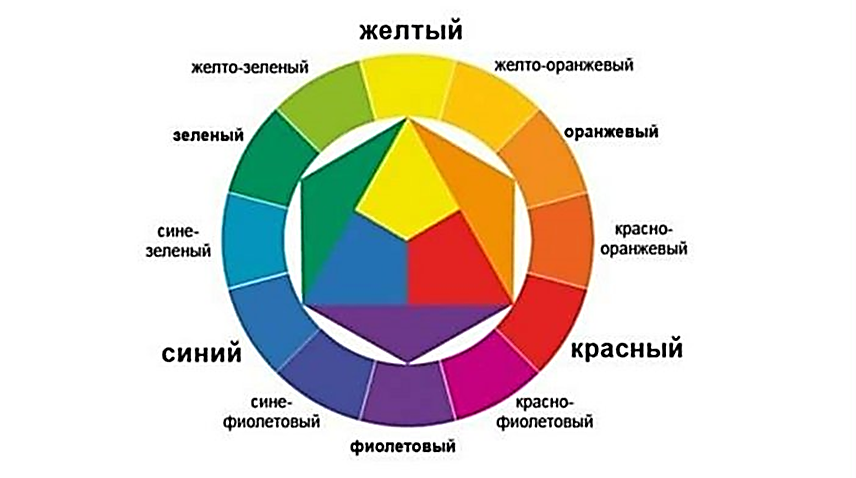 желтый
желто-зеленый
желто-оранжевый
зеленый
оранжевый
сине-
зеленый
красно-
оранжевый
синий
красный
сине-
фиолетовый
красно-
фиолетовый
фиолетовый